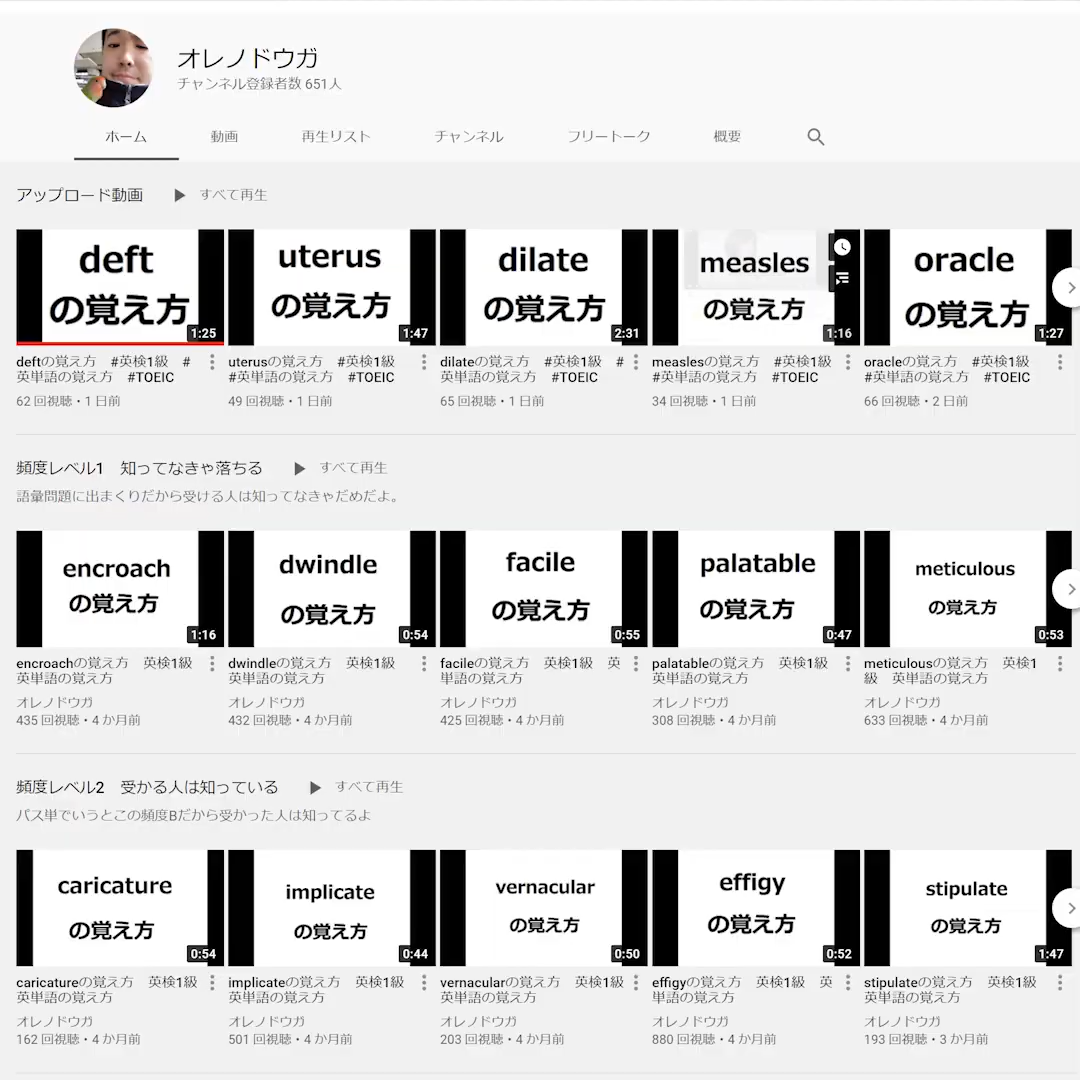 オレノドウガ
チャンネル登録者数 651人
ホーム 動画 再生リスト チャンネル フリートーク 概要
アップロード動画 すべて再生
deft
の覚え方
1:25
uterus
の覚え方
1:47
dilate
の覚え方
2:31
measles
の覚え方
1:16
oracle
の覚え方
1:27
deftの覚え方 #英検1級 #
英単語の覚え方 #TOEIC
62 回視聴・1 日前
uterusの覚え方 #英検1級
#英単語の覚え方 #TOEIC
49 回視聴・1 日前
dilateの覚え方 #英検1級 #
英単語の覚え方 #TOEIC
65 回視聴・1 日前
measlesの覚え方 #英検1級
#英単語の覚え方 #TOEIC
34 回視聴・1 日前
oracleの覚え方 #英検1級
#英単語の覚え方 #TOEIC
66 回視聴・2 日前
頻度レベル1 知ってなきゃ落ちる すべて再生
語彙問題に出まくりだから受ける人は知ってなきゃだめだよ。
encroach
の覚え方
1:16
dwindle
の覚え方
0:54
facile
の覚え方
0:55
palatable
の覚え方
0:47
meticulous
の覚え方
0:53
encroachの覚え方 英検1級
英単語の覚え方
オレノドウガ
435 回視聴・4 か月前
dwindleの覚え方 英検1級
英単語の覚え方
オレノドウガ
432 回視聴・4 か月前
facileの覚え方 英検1級 英
単語の覚え方
オレノドウガ
425 回視聴・4 か月前
palatableの覚え方 英検1級
英単語の覚え方
オレノドウガ
308 回視聴・4 か月前
meticulousの覚え方 英検1
級 英単語の覚え方
オレノドウガ
633 回視聴・4 か月前
頻度レベル2 受かる人は知っている すべて再生
パス単でいうとこの頻度Bだから受かった人は知ってるよ
caricature
の覚え方
0:54
implicate
の覚え方
0:44
vernacular
の覚え方
0:50
effigy
の覚え方
0:52
stipulate
の覚え方
1:47
caricatureの覚え方 英検1級
英単語の覚え方
オレノドウガ
162 回視聴・4 か月前
implicateの覚え方 英検1級
英単語の覚え方
オレノドウガ
501 回視聴・4 か月前
vernacularの覚え方 英検1級
英単語の覚え方
オレノドウガ
203 回視聴・4 か月前
effigyの覚え方 英検1級 英
単語の覚え方
オレノドウガ
880 回視聴・4 か月前
stipulateの覚え方 英検1級
英単語の覚え方
オレノドウガ
193 回視聴・3 か月前